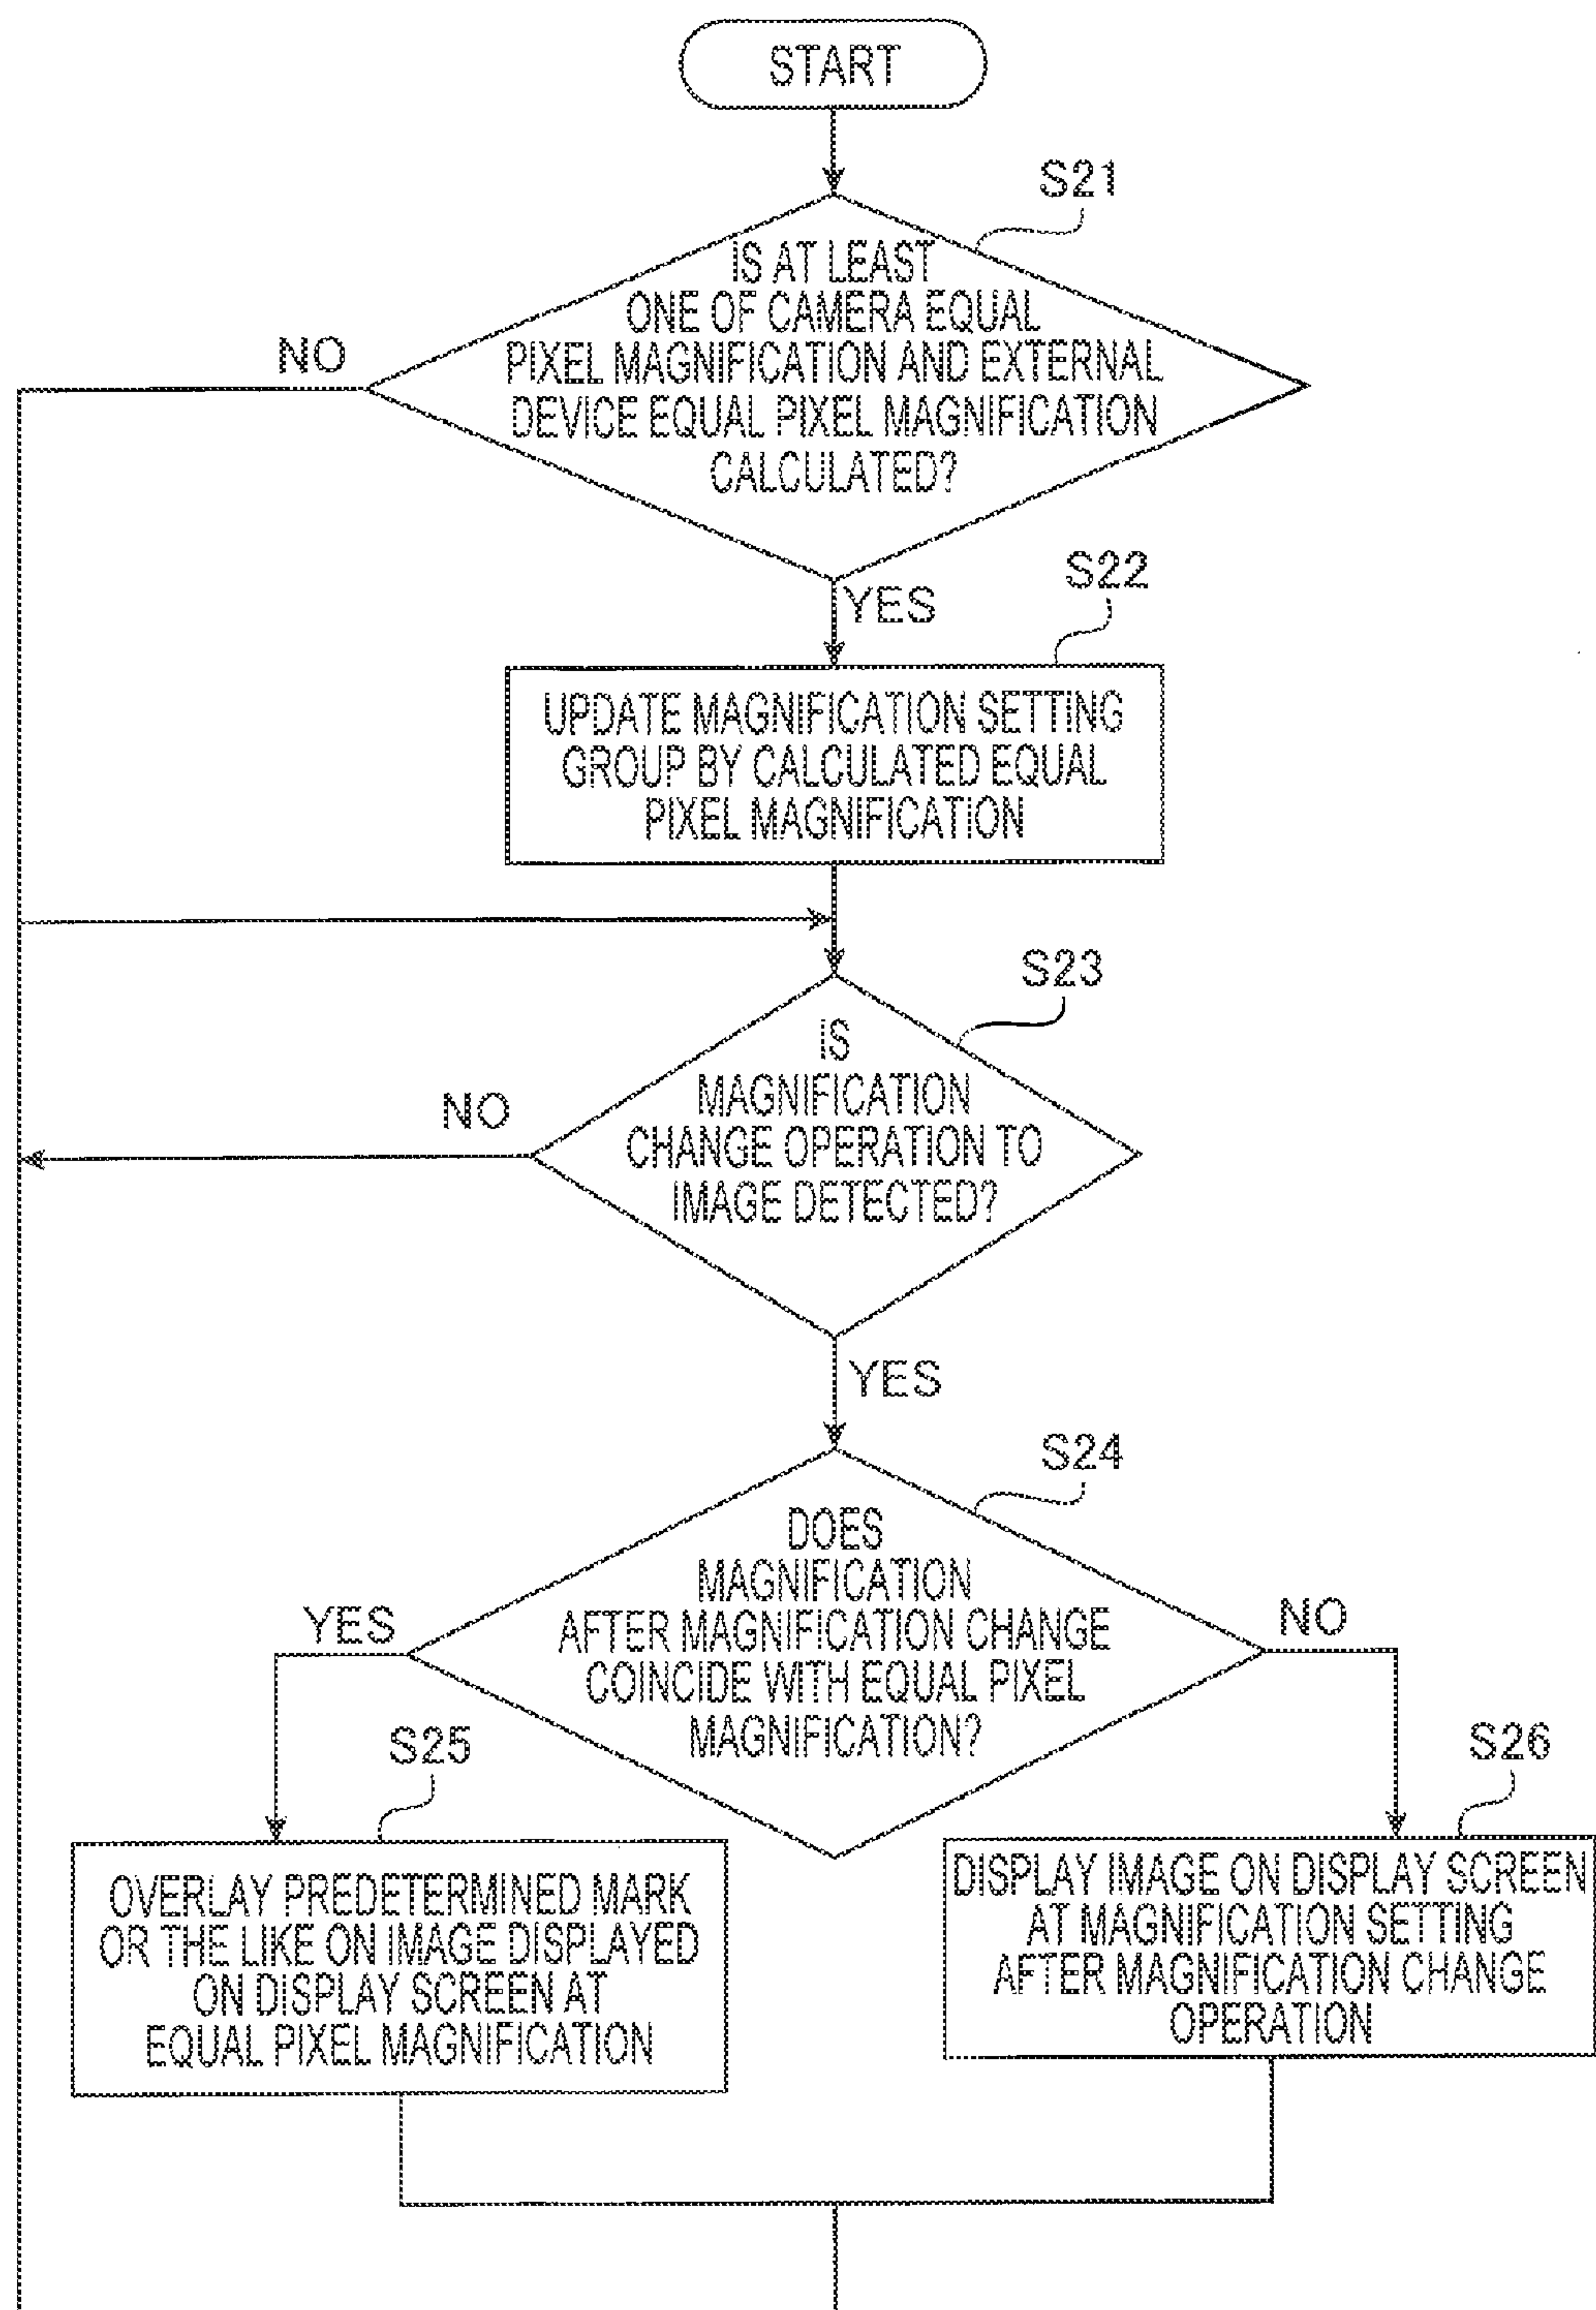 START
S21
IS AT LEAST
ONE OF CAMERA EQUAL
PIXEL MAGNIFICATION AND EXTERNAL
DEVICE EQUAL PIXEL MAGNIFICATION
CALCULATED?
NO
YES
S22
UPDATE MAGNIFICATION SETTING
GROUP BY CALCULATED EQUAL
PIXEL MAGNIFICATION
S23
IS
MAGNIFICATION
CHANGE OPERATION TO
IMAGE DETECTED?
NO
YES
S24
DOES
MAGNIFICATION
AFTER MAGNIFICATION CHANGE
COINCIDE WITH EQUAL PIXEL
MAGNIFICATION?
YES
NO
S25
OVERLAY PREDETERMINED MARK
OR THE LIKE ON IMAGE DISPLAYED
ON DISPLAY SCREEN AT
EQUAL PIXEL MAGNIFICATION
S26
DISPLAY IMAGE ON DISPLAY SCREEN
AT MAGNIFICATION SETTING
AFTER MAGNIFICATION CHANGE
OPERATION